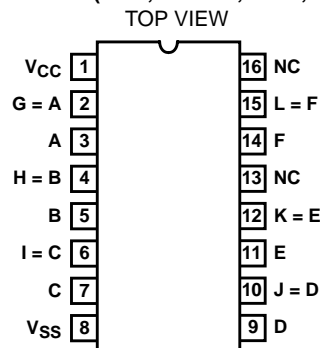 TOP VIEW
VCC 1 16 NC
G = A 2 15 L = F
A 3 14 F
H = B 4 13 NC
B 5 12 K = E
I = C 6 11 E
C 7 10 J = D
VSS 8 9 D